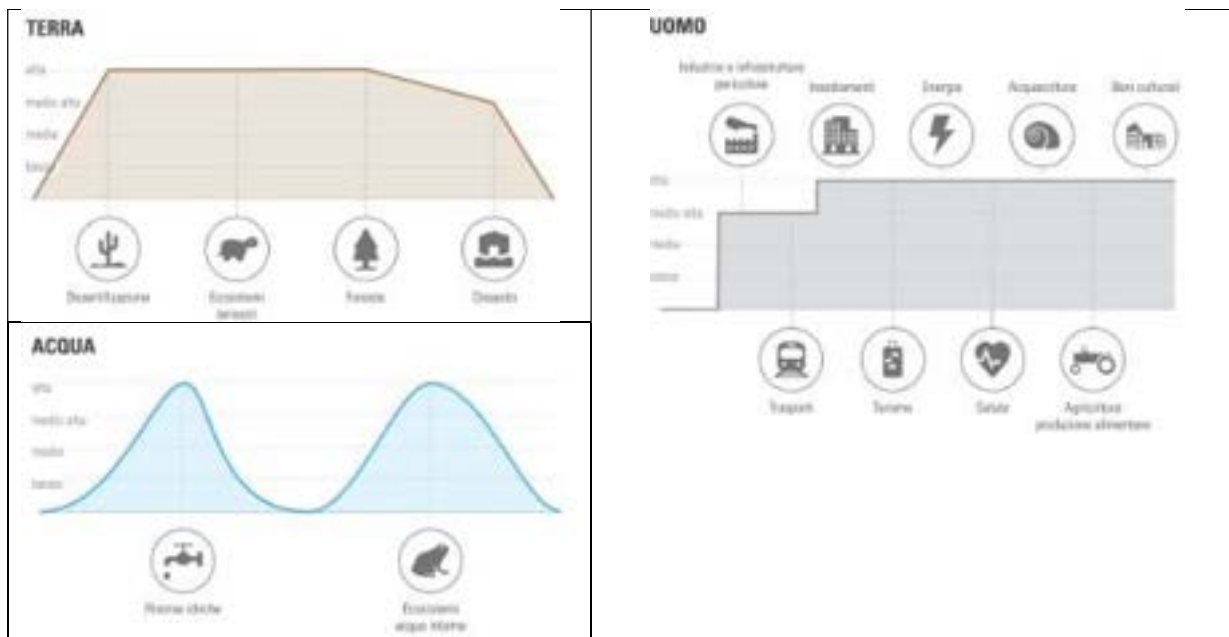 TERRA
alta
medio alta
media
bassa
Desertificazione
Ecosistemi
terrestri
Foreste
Dissesto
ACQUA
alta
medio alta
media
bassa
Risorse idriche
Ecosistemi
acque interne
UOMO
Industrie e infrastrutture
pericolose
Insediamenti
Energia
Acquacoltura
Beni culturali
alta
medio alta
media
bassa
Trasporti
Turismo
Salute
Agricoltura
produzione alimentare